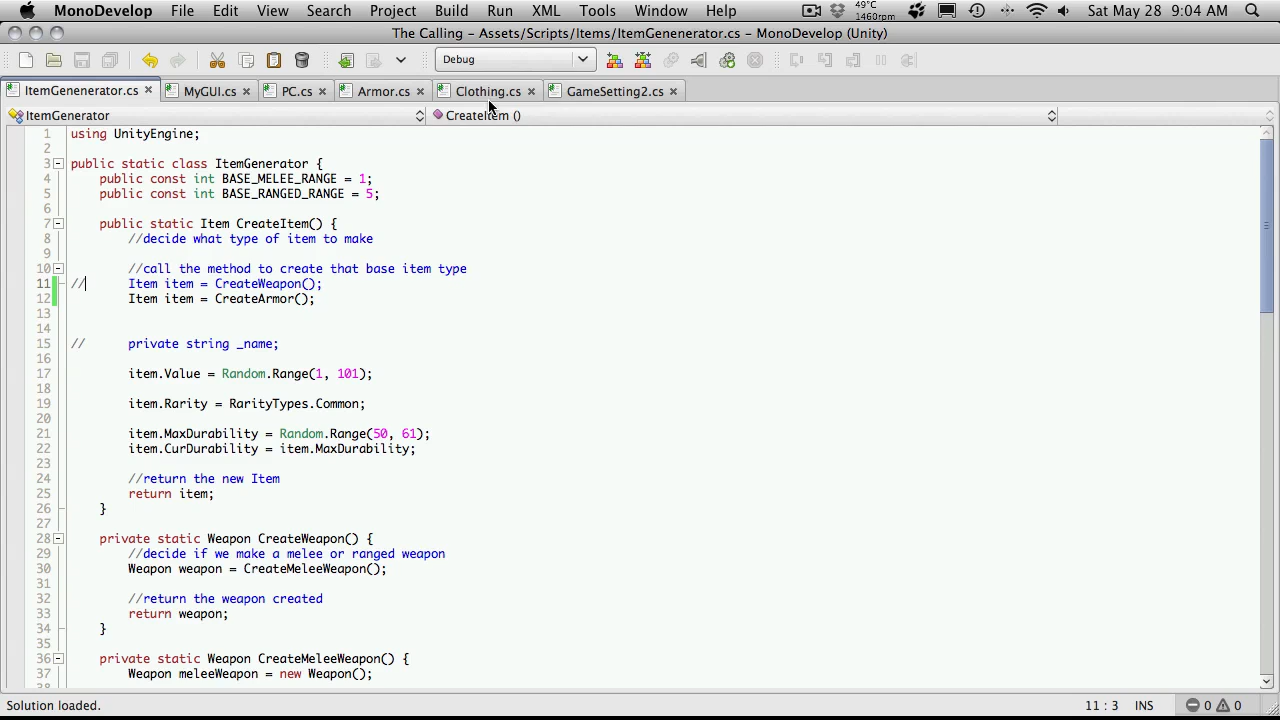 MonoDevelop File Edit View Search Project Build Run XML Tools Window Help 49°C 1460rpm Sat May 28 9:04 AM
The Calling – Assets/Scripts/Items/ItemGenenerator.cs – MonoDevelop (Unity)
Debug
ItemGenenerator.cs MyGUI.cs PC.cs Armor.cs Clothing.cs GameSetting2.cs
ItemGenerator CreateItem ()
1 using UnityEngine;
2
3 public static class ItemGenerator {
4 public const int BASE_MELEE_RANGE = 1;
5 public const int BASE_RANGED_RANGE = 5;
6
7 public static Item CreateItem() {
8 //decide what type of item to make
9
10 //call the method to create that base item type
11 // Item item = CreateWeapon();
12 Item item = CreateArmor();
13
14
15 // private string _name;
16
17 item.Value = Random.Range(1, 101);
18
19 item.Rarity = RarityTypes.Common;
20
21 item.MaxDurability = Random.Range(50, 61);
22 item.CurDurability = item.MaxDurability;
23
24 //return the new Item
25 return item;
26 }
27
28 private static Weapon CreateWeapon() {
29 //decide if we make a melee or ranged weapon
30 Weapon weapon = CreateMeleeWeapon();
31
32 //return the weapon created
33 return weapon;
34 }
35
36 private static Weapon CreateMeleeWeapon() {
37 Weapon meleeWeapon = new Weapon();
38
Solution loaded. 11 : 3 INS 0 0